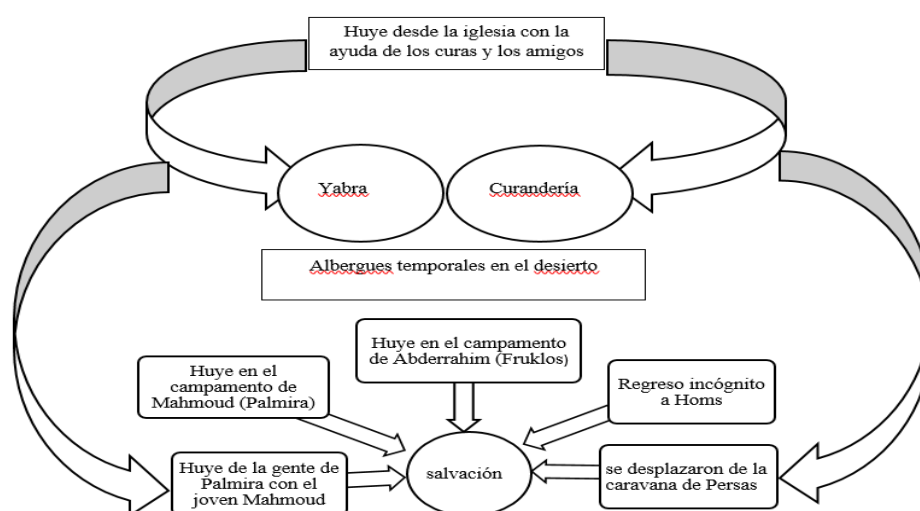 Huye desde la iglesia con la
ayuda de los curas y los amigos
Yabra
Curandería
Albergues temporales en el desierto
Huye en el campamento
de Abderrahim (Fruklos)
Huye en el
campamento de
Mahmoud (Palmira)
Regreso incógnito
a Homs
Huye de la gente de
Palmira con el
joven Mahmoud
salvación
se desplazaron de la
caravana de Persas